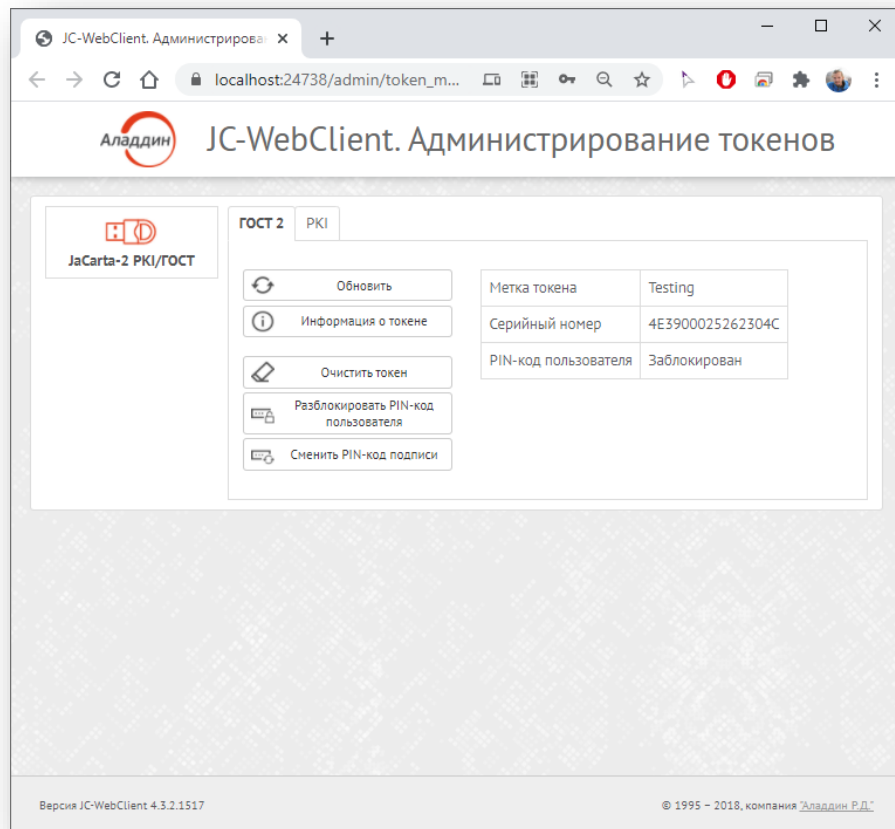 JC-WebClient. Администрирова
localhost:24738/admin/token_m...
Аладдин
JC-WebClient. Администрирование токенов
JaCarta-2 PKI/ГОСТ
ГОСТ 2 PKI
Обновить
Информация о токене
Очистить токен
Разблокировать PIN-код
пользователя
Сменить PIN-код подписи
Метка токена Testing
Серийный номер 4E3900025262304C
PIN-код пользователя Заблокирован
Версия JC-WebClient 4.3.2.1517
© 1995 – 2018, компания "Аладдин Р.Д."